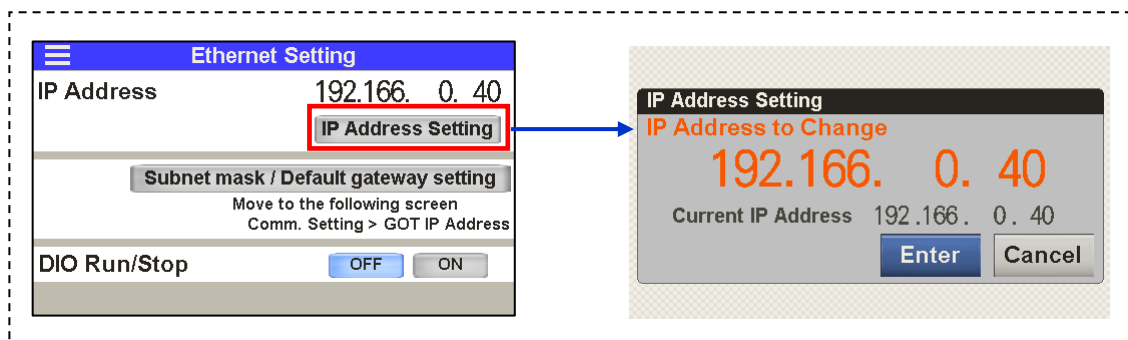 Ethernet Setting
IP Address 192.166. 0. 40
IP Address Setting
Subnet mask / Default gateway setting
Move to the following screen
Comm. Setting > GOT IP Address
DIO Run/Stop OFF ON
IP Address Setting
IP Address to Change
192.166. 0. 40
Current IP Address 192.166. 0. 40
Enter Cancel